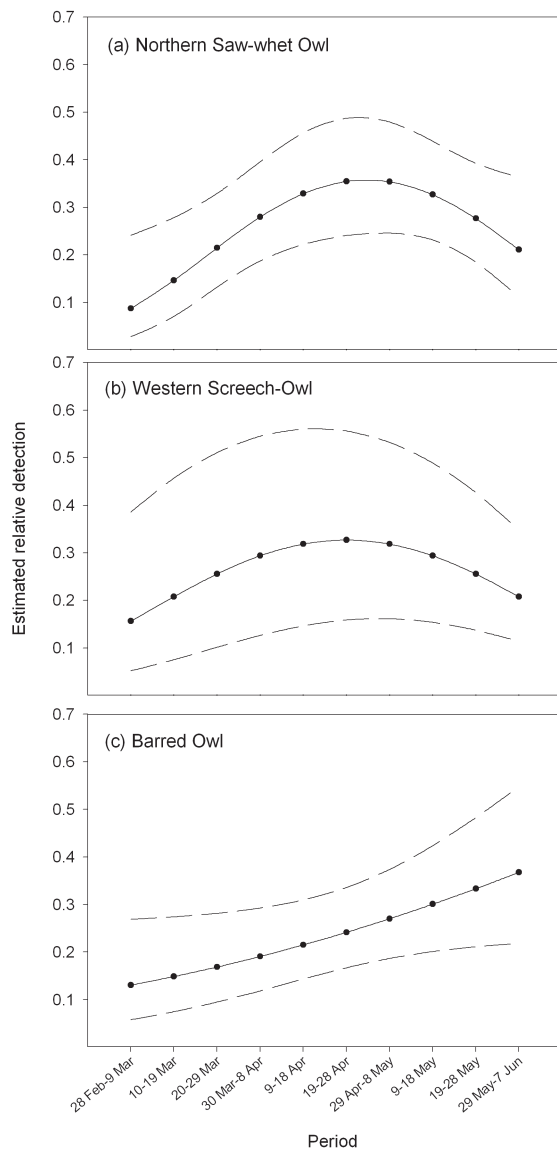 Estimated relative detection
0.7
(a) Northern Saw-whet Owl
0.6
0.5
0.4
0.3
0.2
0.1
0.7
(b) Western Screech-Owl
0.6
0.5
0.4
0.3
0.2
0.1
0.7
(c) Barred Owl
0.6
0.5
0.4
0.3
0.2
0.1
28 Feb-9 Mar
10-19 Mar
20-29 Mar
30 Mar-8 Apr
9-18 Apr
19-28 Apr
29 Apr-8 May
9-18 May
19-28 May
29 May-7 Jun
Period